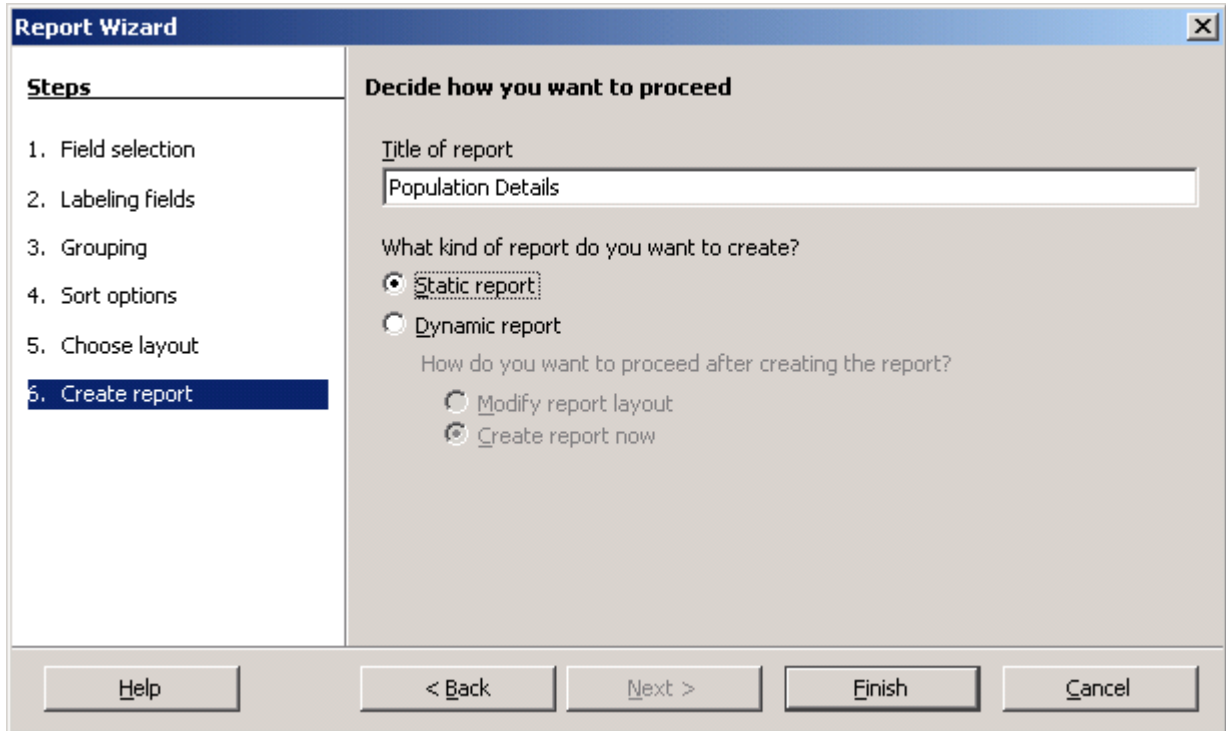 Report Wizard
Steps
1. Field selection
2. Labeling fields
3. Grouping
4. Sort options
5. Choose layout
6. Create report
Decide how you want to proceed
Title of report
Population Details
What kind of report do you want to create?
Static report
Dynamic report
How do you want to proceed after creating the report?
Modify report layout
Create report now
Help
< Back
Next >
Finish
Cancel